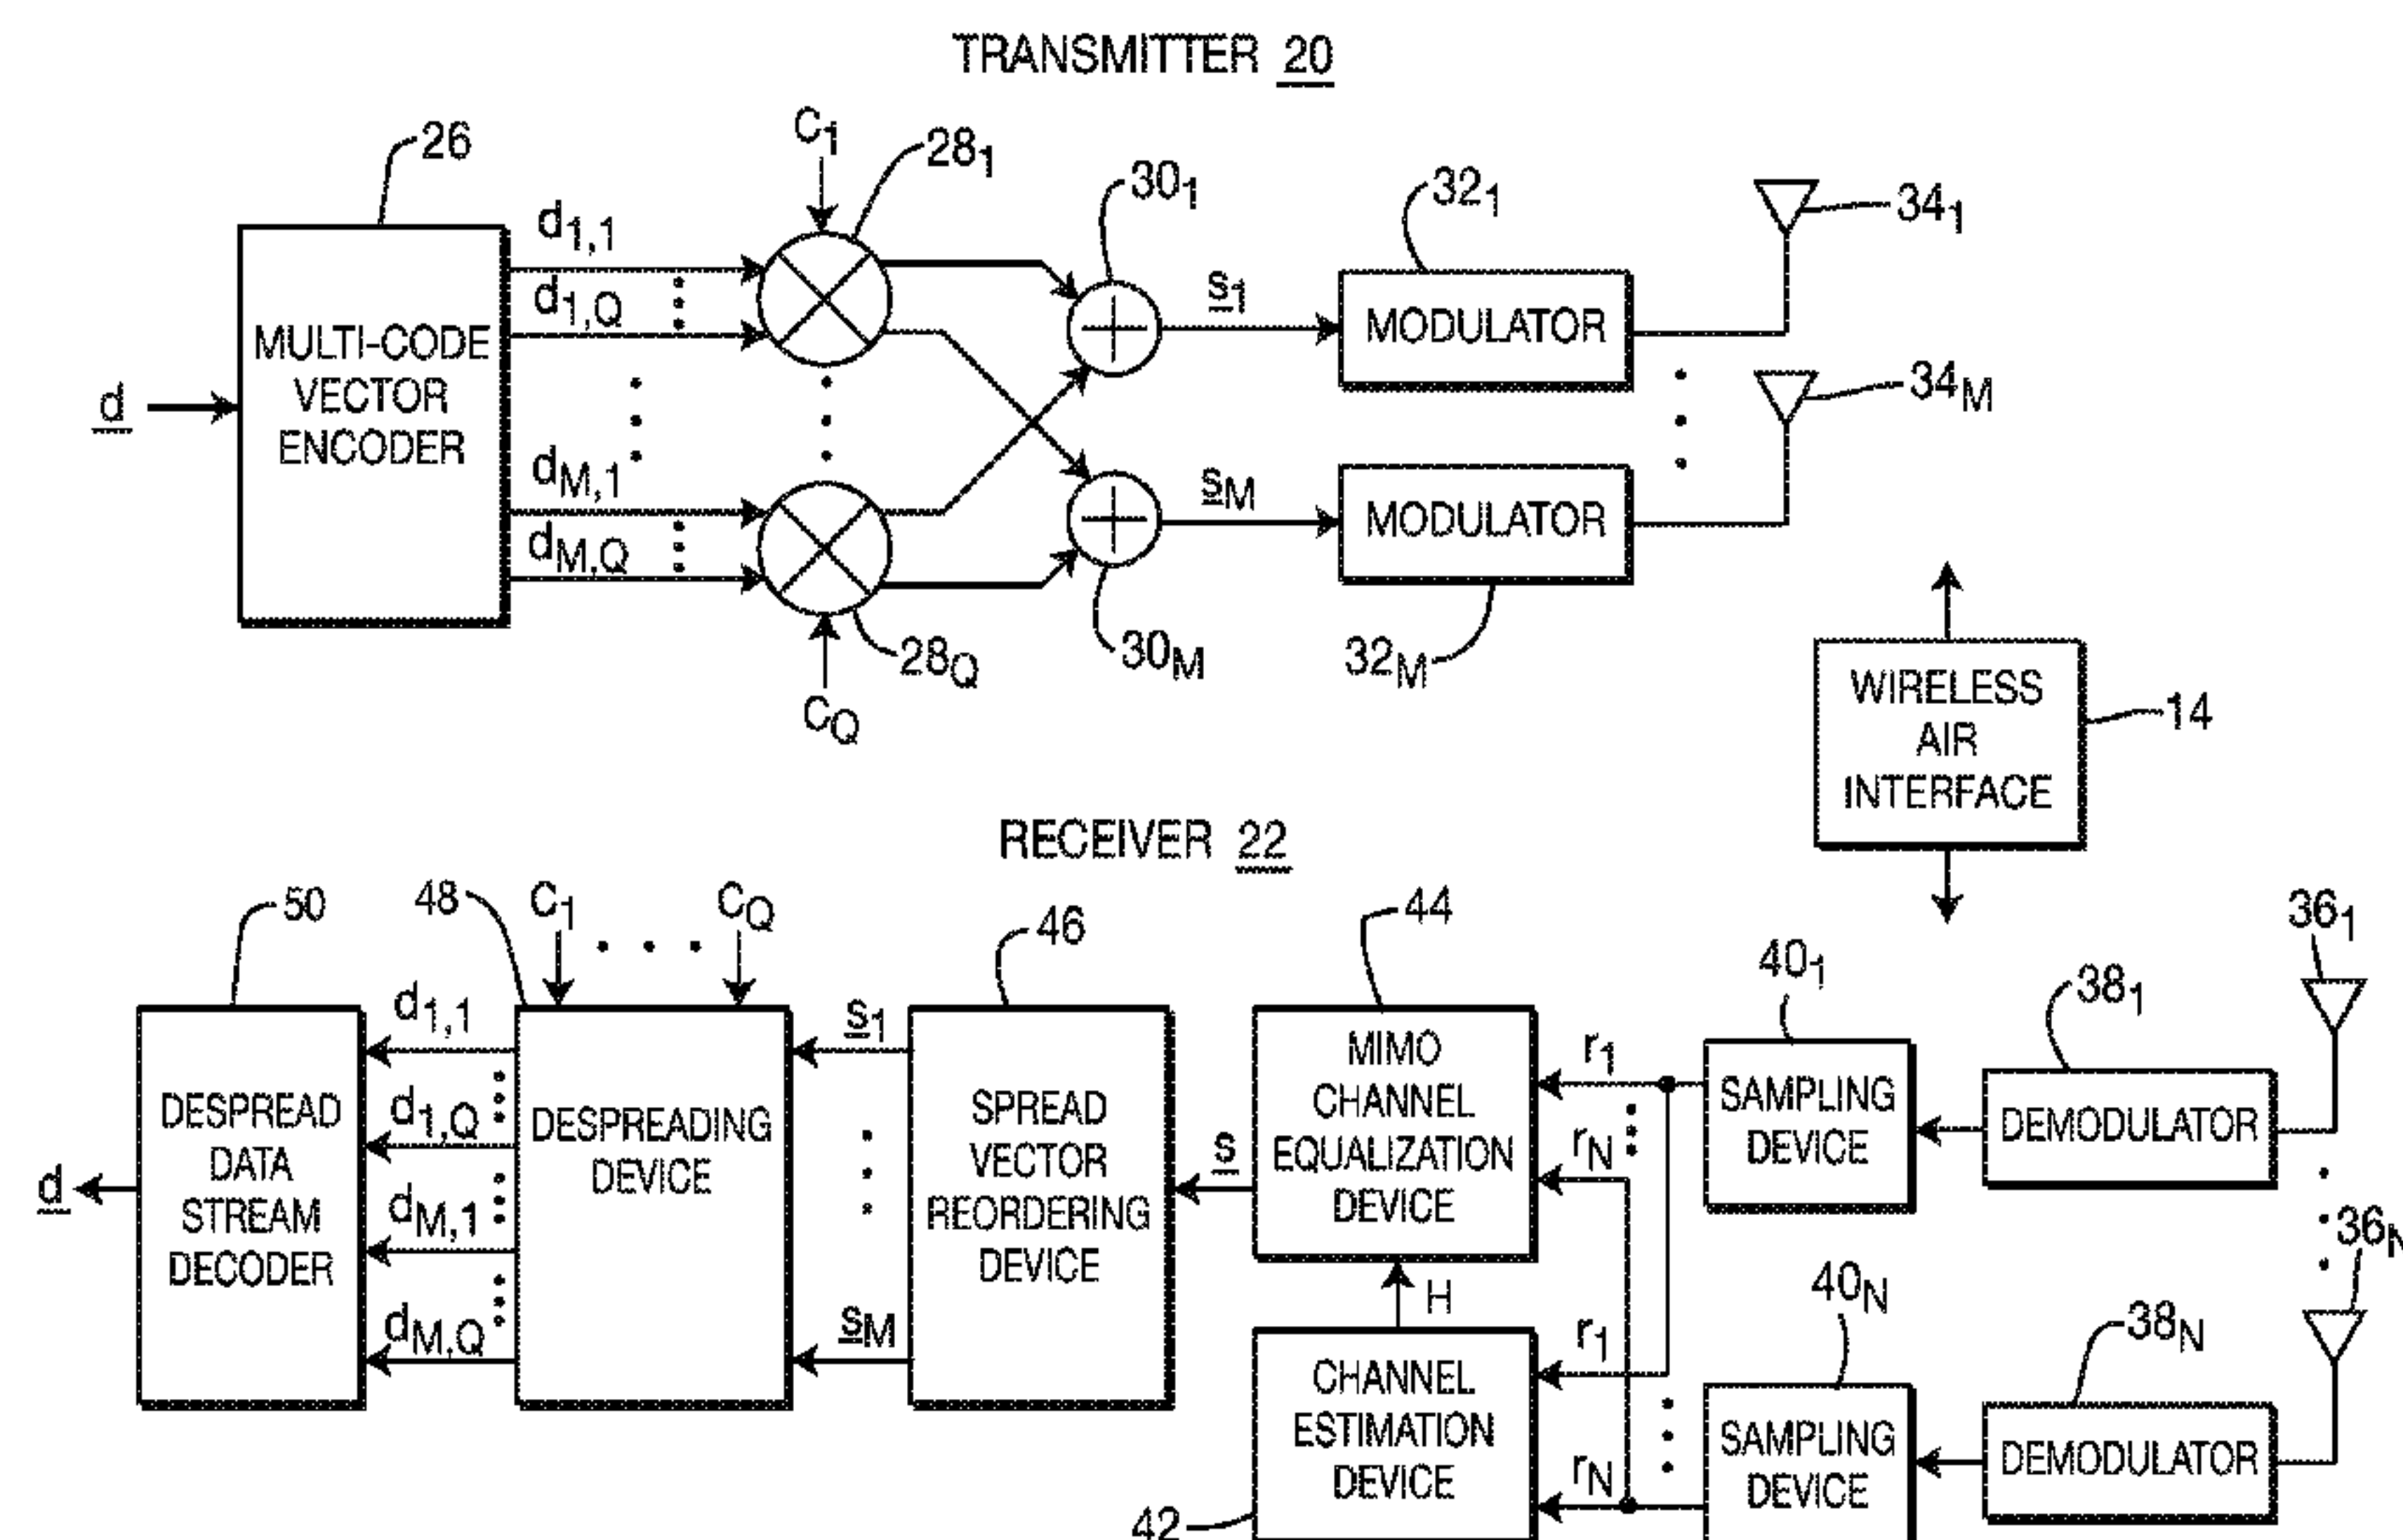 TRANSMITTER 20
26
C1
281
301
321
341
d1,1
d1,Q
MULTI-CODE
VECTOR
ENCODER
s1
MODULATOR
34M
d
dM,1
dM,Q
sM
MODULATOR
28Q
CQ
30M
32M
WIRELESS
AIR
INTERFACE
14
RECEIVER 22
50
48
C1
CQ
46
44
401
381
361
DESPREAD
DATA
STREAM
DECODER
d
d1,1
d1,Q
dM,1
dM,Q
DESPREADING
DEVICE
s1
sM
SPREAD
VECTOR
REORDERING
DEVICE
s
MIMO
CHANNEL
EQUALIZATION
DEVICE
r1
rN
SAMPLING
DEVICE
DEMODULATOR
36N
H
40N
38N
CHANNEL
ESTIMATION
DEVICE
r1
rN
SAMPLING
DEVICE
DEMODULATOR
42